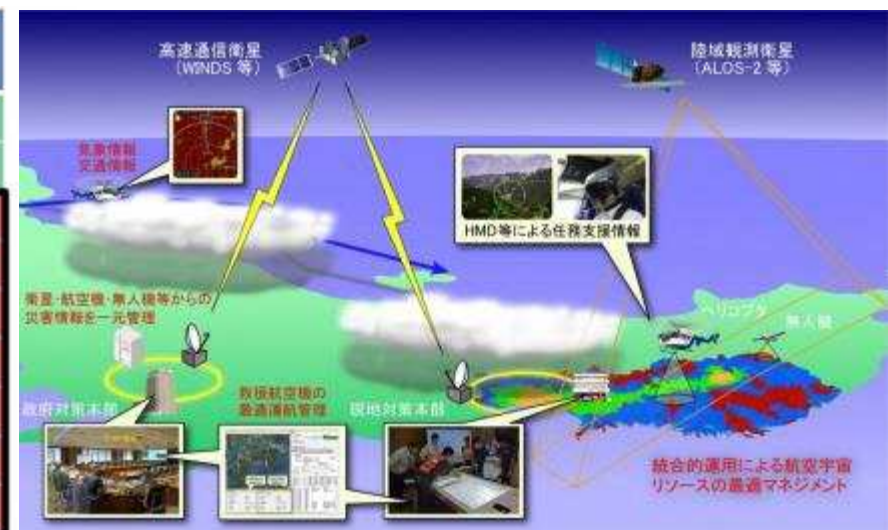 高速通信衛星
(WINDS 等)
陸域観測衛星
(ALOS-2 等)
気象情報
交通情報
HMD等による任務支援情報
衛星・航空機・無人機等からの
災害情報を一元管理
ヘリコプタ
無人機
政府対策本部
救援航空機の
最適運航管理
現地対策本部
統合的運用による航空宇宙
リソースの最適マネジメント